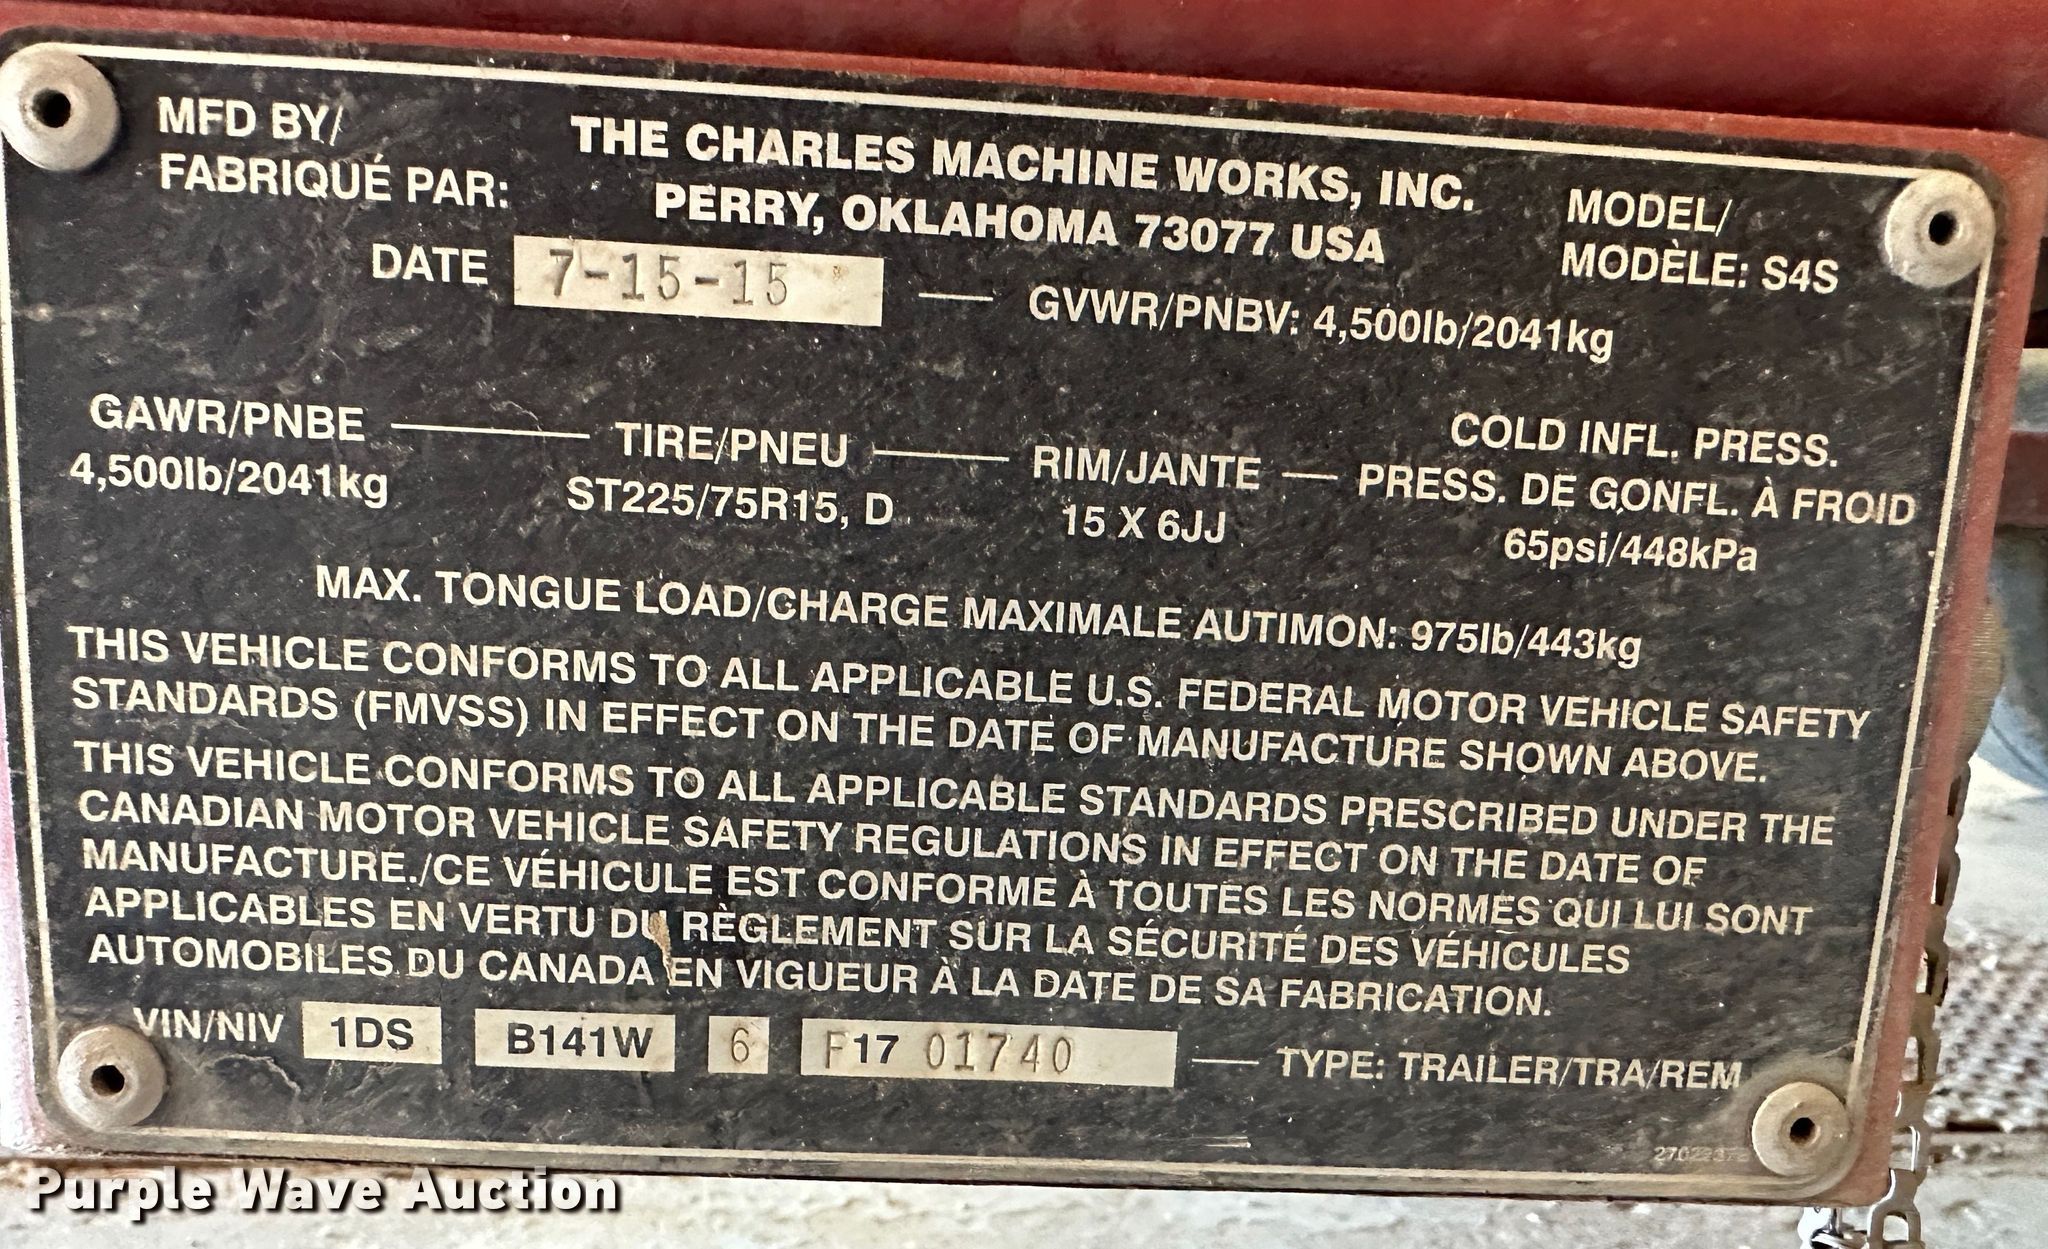 MFD BY/
FABRIQUÉ PAR:
THE CHARLES MACHINE WORKS, INC.
PERRY, OKLAHOMA 73077 USA
MODEL/
MODÈLE: S4S
DATE 7-15-15 GVWR/PNBV: 4,500lb/2041kg
GAWR/PNBE
4,500lb/2041kg
TIRE/PNEU
ST225/75R15, D
RIM/JANTE
15 X 6JJ
COLD INFL. PRESS.
PRESS. DE GONFL. À FROID
65psi/448kPa
MAX. TONGUE LOAD/CHARGE MAXIMALE AUTIMON: 975lb/443kg
THIS VEHICLE CONFORMS TO ALL APPLICABLE U.S. FEDERAL MOTOR VEHICLE SAFETY
STANDARDS (FMVSS) IN EFFECT ON THE DATE OF MANUFACTURE SHOWN ABOVE.
THIS VEHICLE CONFORMS TO ALL APPLICABLE STANDARDS PRESCRIBED UNDER THE
CANADIAN MOTOR VEHICLE SAFETY REGULATIONS IN EFFECT ON THE DATE OF
MANUFACTURE./CE VÉHICULE EST CONFORME À TOUTES LES NORMES QUI LUI SONT
APPLICABLES EN VERTU DU RÈGLEMENT SUR LA SÉCURITÉ DES VÉHICULES
AUTOMOBILES DU CANADA EN VIGUEUR À LA DATE DE SA FABRICATION.
VIN/NIV 1DS B141W 6 F17 01740 TYPE: TRAILER/TRA/REM
Purple Wave Auction